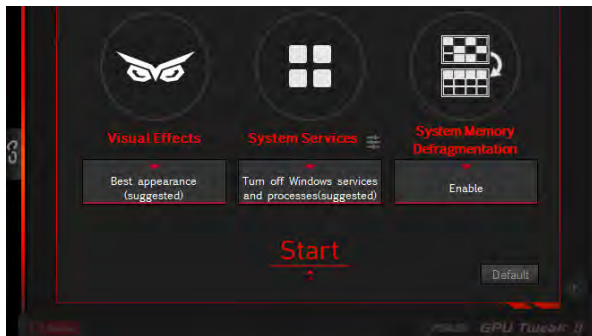 Visual Effects
System Services
System Memory
Defragmentation
Best appearance
(suggested)
Turn off Windows services
and processes(suggested)
Enable
Start
Default
GPU Tweak II